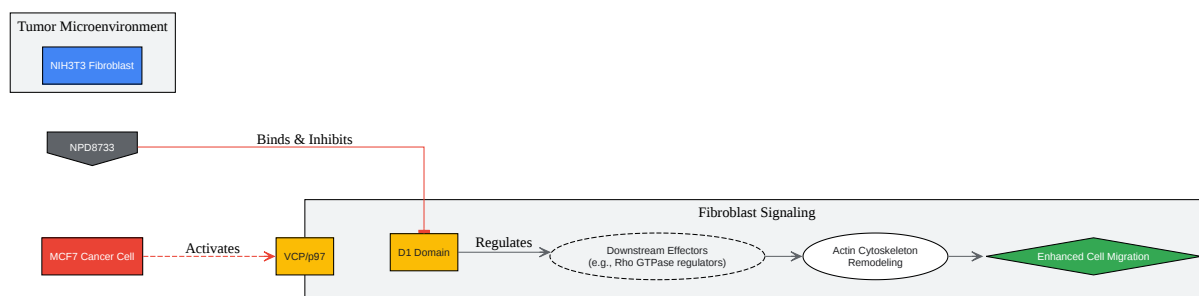 Tumor Microenvironment
NIH3T3 Fibroblast
NPD8733
Binds & Inhibits
Fibroblast Signaling
MCF7 Cancer Cell
Activates
VCP/p97
D1 Domain
Regulates
Downstream Effectors
(e.g., Rho GTPase regulators)
Actin Cytoskeleton
Remodeling
Enhanced Cell Migration